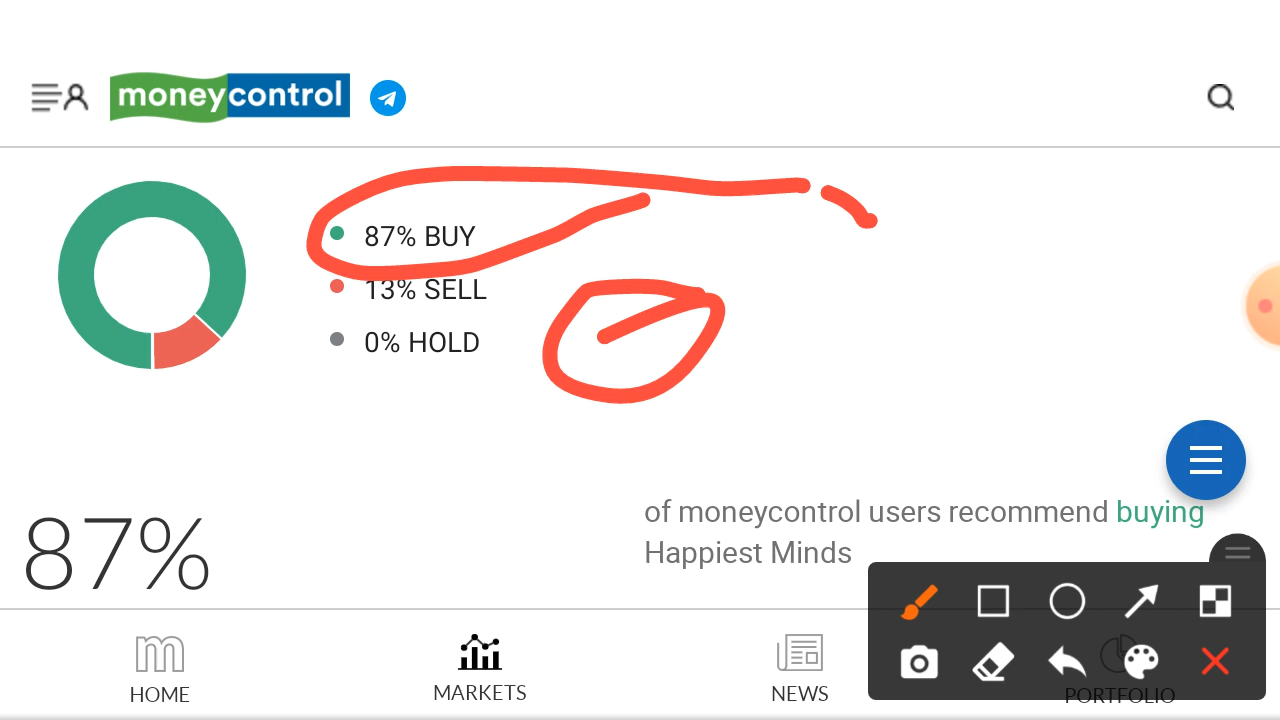 moneycontrol
87% BUY
13% SELL
0% HOLD
87%
of moneycontrol users recommend buying
Happiest Minds
HOME
MARKETS
NEWS
PORTFOLIO